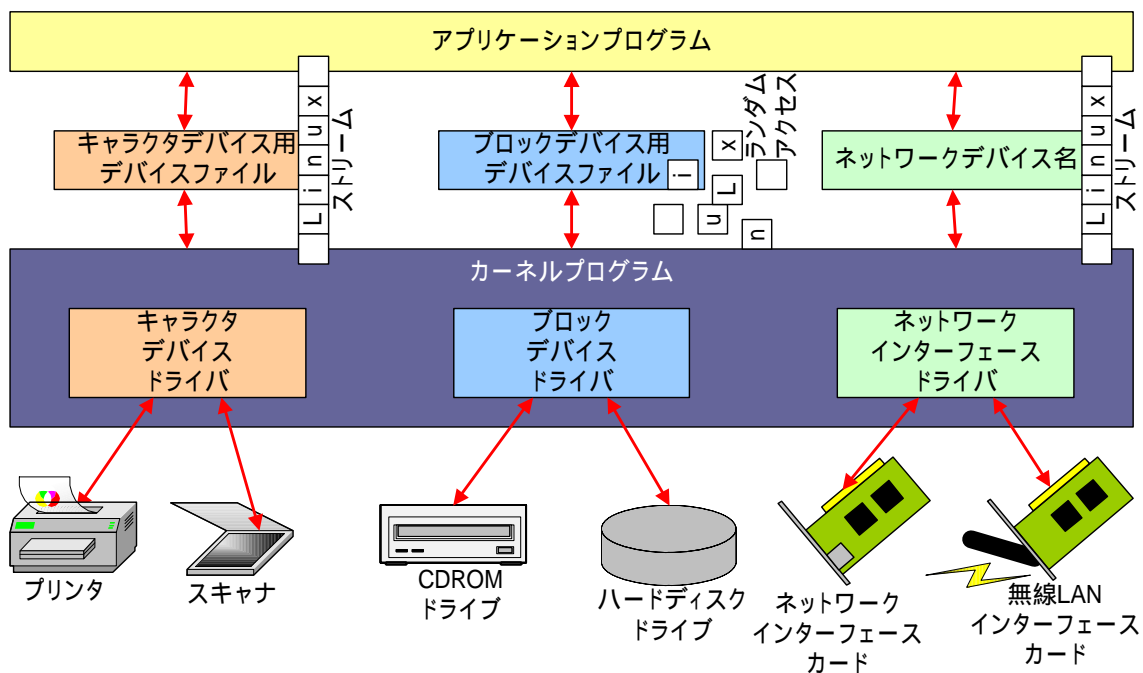 アプリケーションプログラム
キャラクタデバイス用
デバイスファイル
Linux
ストリーム
ブロックデバイス用
デバイスファイル
i
x
L
u
n
ランダム
アクセス
ネットワークデバイス名
Linux
ストリーム
カーネルプログラム
キャラクタ
デバイス
ドライバ
ブロック
デバイス
ドライバ
ネットワーク
インターフェース
ドライバ
プリンタ
スキャナ
CDROM
ドライブ
ハードディスク
ドライブ
ネットワーク
インターフェース
カード
無線LAN
インターフェース
カード